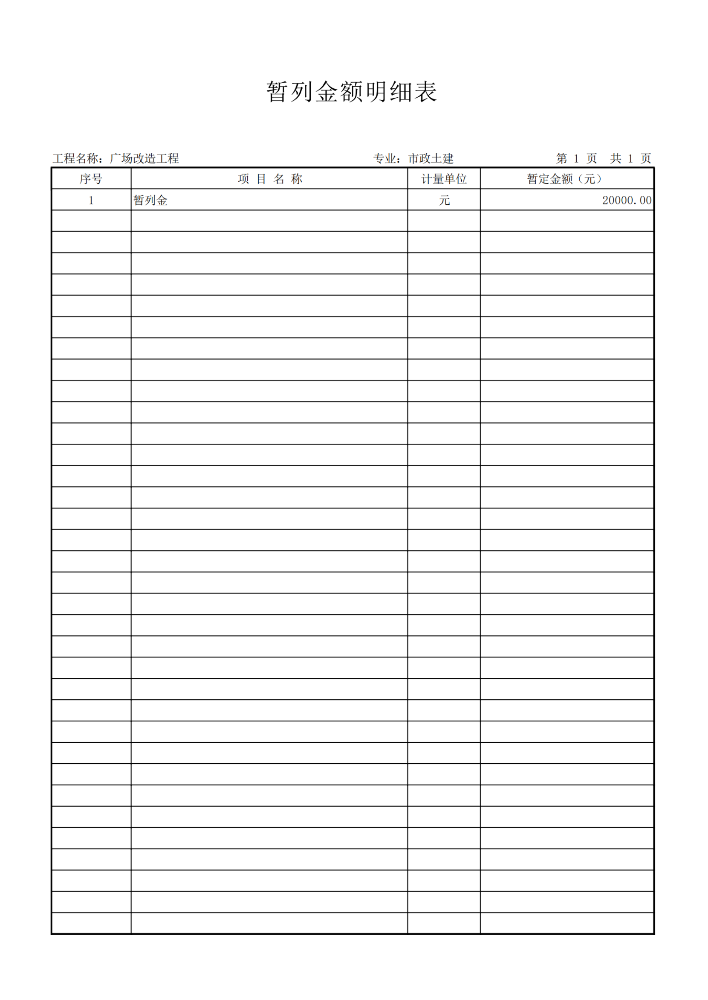 暂列金额明细表
工程名称：广场改造工程 专业：市政土建 第 1 页 共 1 页
序号 项 目 名 称 计量单位 暂定金额（元）
1 暂列金 元 20000.00